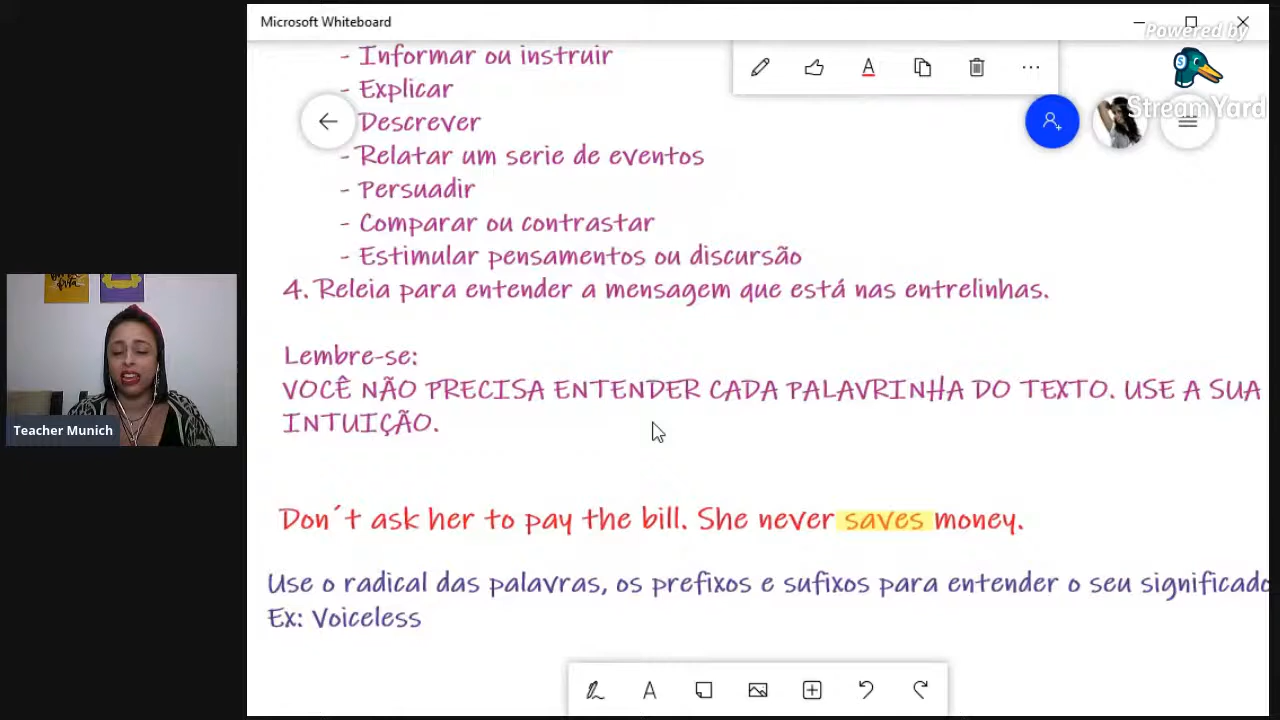 Microsoft Whiteboard
Powered by
StreamYard
- Informar ou instruir
- Explicar
Descrever
- Relatar um serie de eventos
- Persuadir
- Comparar ou contrastar
- Estimular pensamentos ou discursão
4. Releia para entender a mensagem que está nas entrelinhas.
Lembre-se:
VOCÊ NÃO PRECISA ENTENDER CADA PALAVRINHA DO TEXTO. USE A SUA
INTUIÇÃO.
Teacher Munich
Don´t ask her to pay the bill. She never saves money.
Use o radical das palavras, os prefixos e sufixos para entender o seu significado
Ex: Voiceless